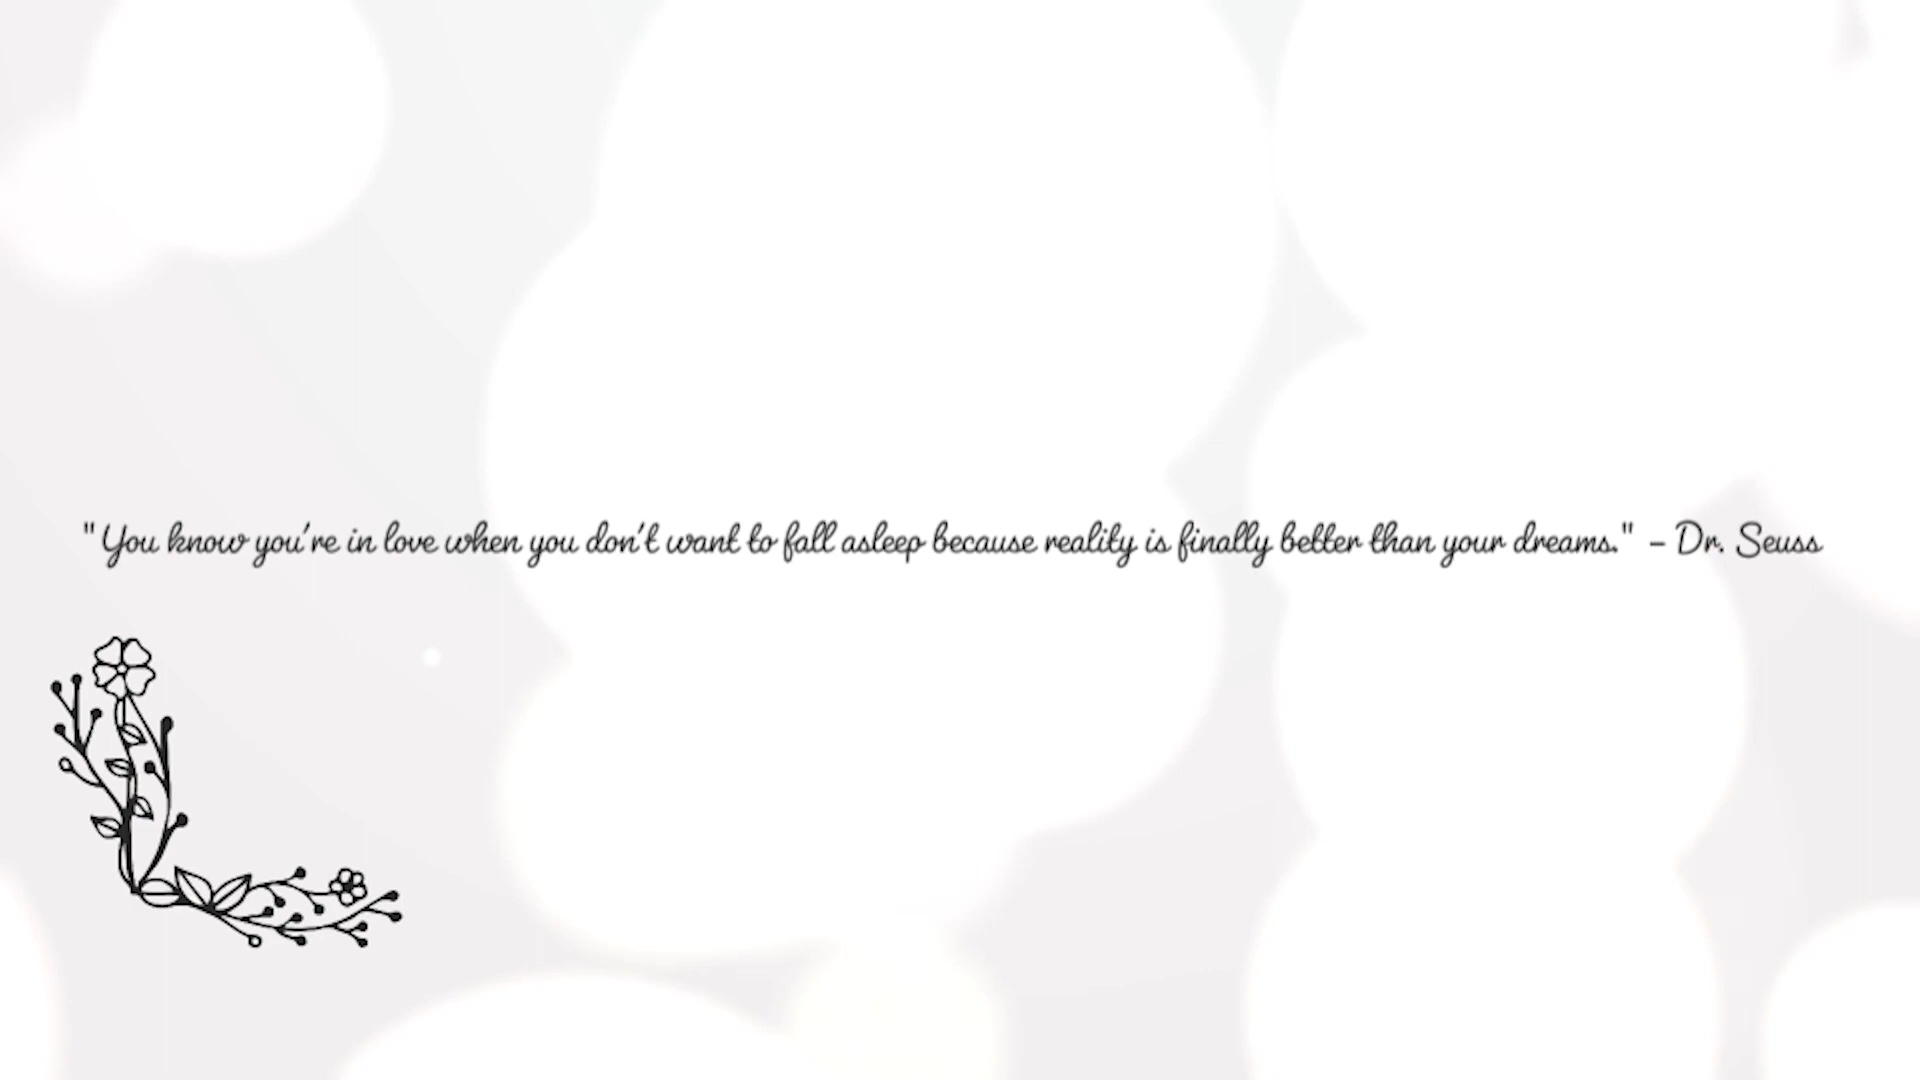 "You know you're in love when you don't want to fall asleep because reality is finally better than your dreams." – Dr. Seuss